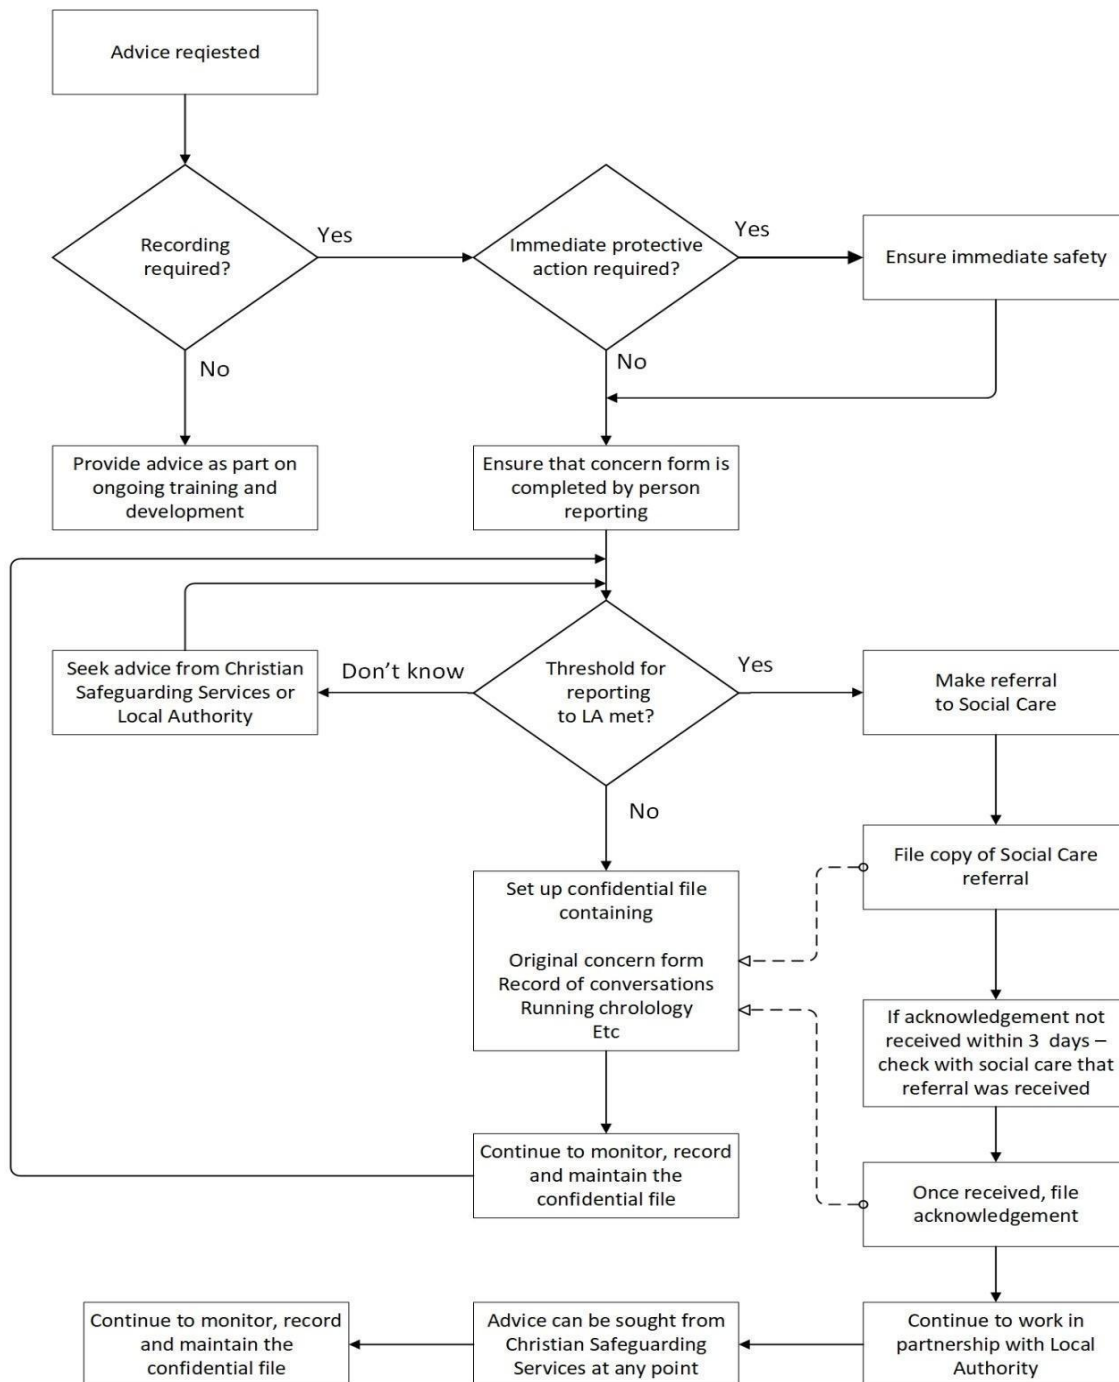 Advice reqiested
Recording
required?
Yes
Immediate protective
action required?
Yes
Ensure immediate safety
No
No
Provide advice as part on
ongoing training and
development
Ensure that concern form is
completed by person
reporting
Seek advice from Christian
Safeguarding Services or
Local Authority
Don’t know
Threshold for
reporting
to LA met?
Yes
Make referral
to Social Care
No
File copy of Social Care
referral
Set up confidential file
containing
Original concern form
Record of conversations
Running chrolology
Etc
If acknowledgement not
received within 3 days –
check with social care that
referral was received
Continue to monitor, record
and maintain the
confidential file
Once received, file
acknowledgement
Continue to monitor, record
and maintain the
confidential file
Advice can be sought from
Christian Safeguarding
Services at any point
Continue to work in
partnership with Local
Authority